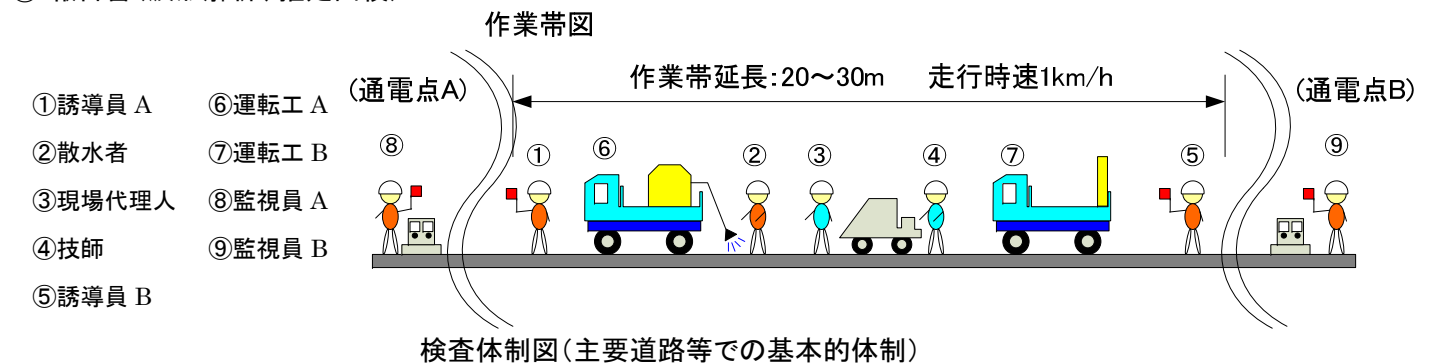 作業帯図
作業帯延長:20～30m 走行時速1km/h
(通電点A)
(通電点B)
①誘導員 A ⑥運転工 A
②散水者 ⑦運転工 B
③現場代理人 ⑧監視員 A
④技師 ⑨監視員 B
⑤誘導員 B
⑧ ① ⑥ ② ③ ④ ⑦ ⑤ ⑨
検査体制図(主要道路等での基本的体制)